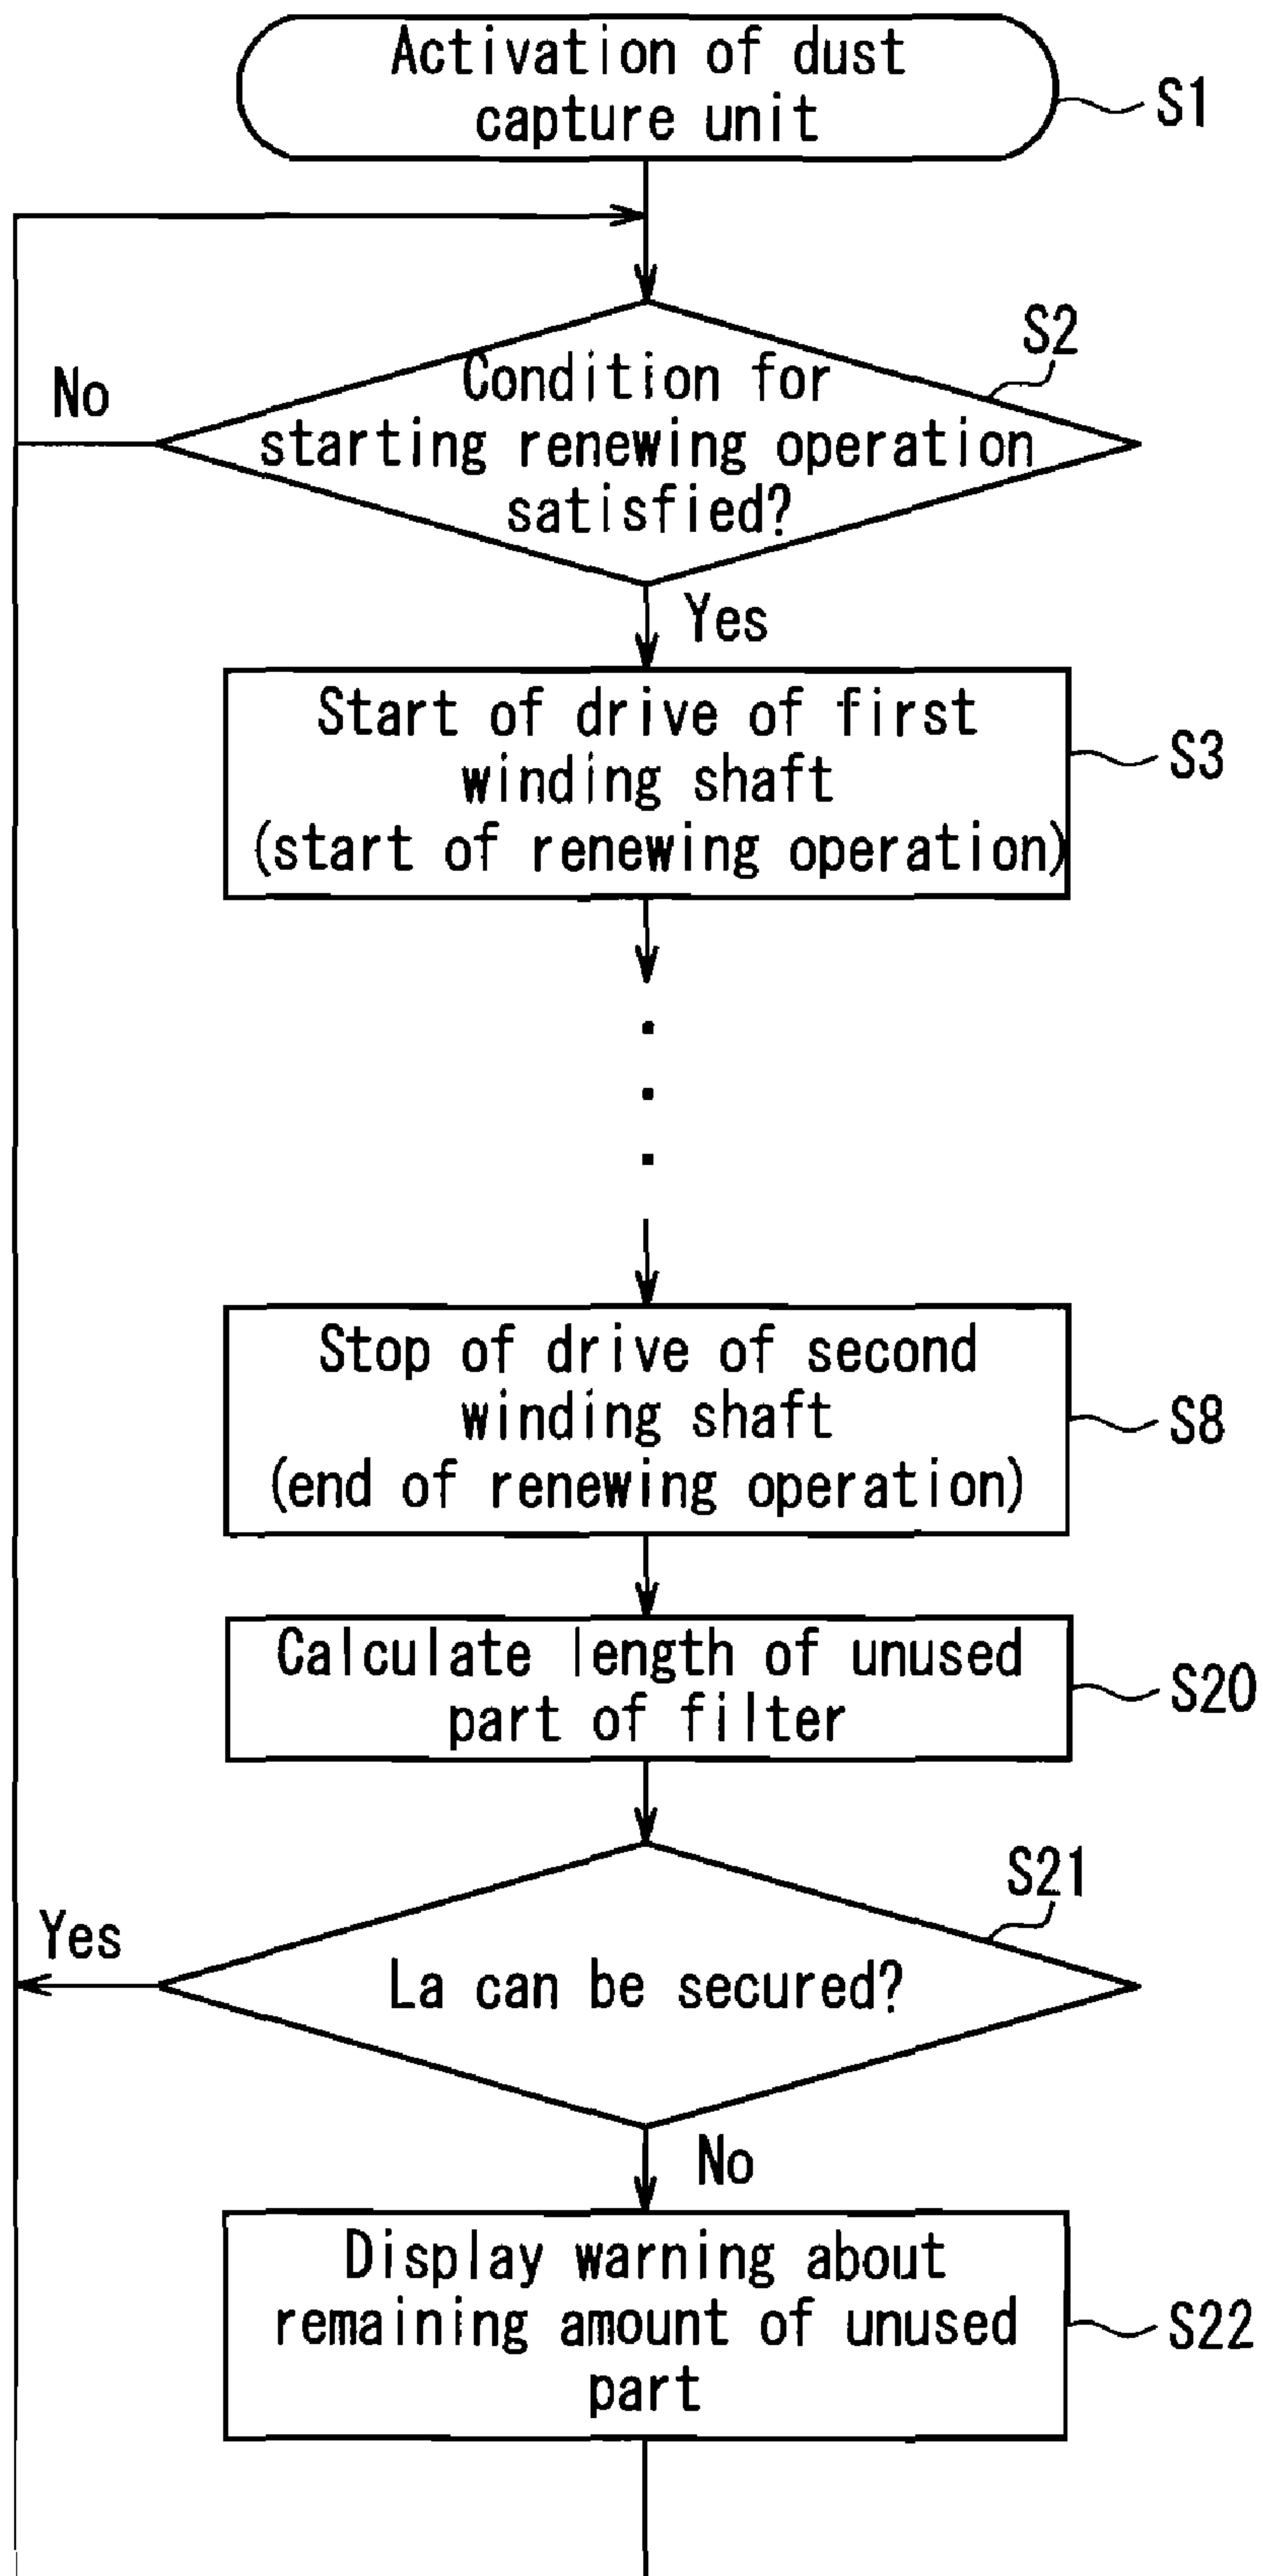 Activation of dust
capture unit
S1
S2
No
Condition for
starting renewing operation
satisfied?
Yes
Start of drive of first
winding shaft
(start of renewing operation)
S3
Stop of drive of second
winding shaft
(end of renewing operation)
S8
Calculate length of unused
part of filter
S20
S21
Yes
La can be secured?
No
Display warning about
remaining amount of unused
part
S22